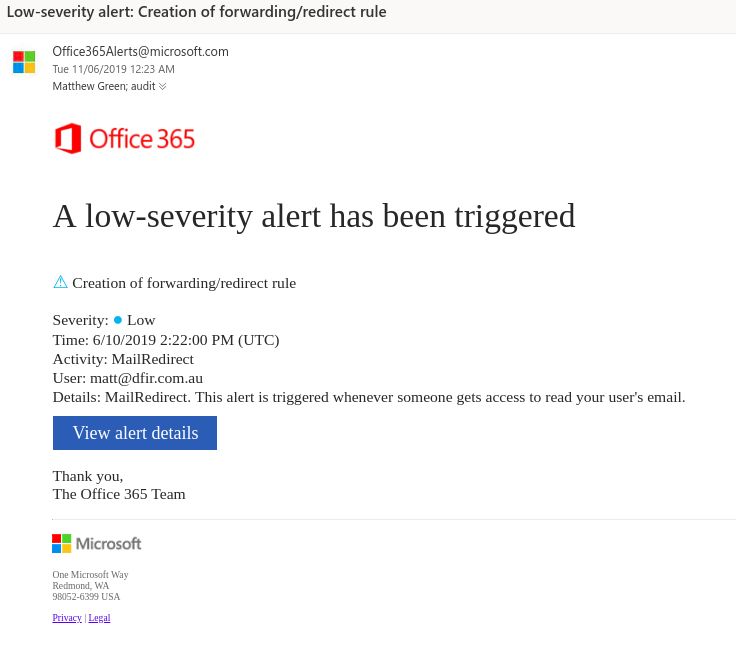 Low-severity alert: Creation of forwarding/redirect rule
Office365Alerts@microsoft.com
Tue 11/06/2019 12:23 AM
Matthew Green; audit
Office 365
A low-severity alert has been triggered
⚠ Creation of forwarding/redirect rule
Severity: ● Low
Time: 6/10/2019 2:22:00 PM (UTC)
Activity: MailRedirect
User: matt@dfir.com.au
Details: MailRedirect. This alert is triggered whenever someone gets access to read your user's email.
View alert details
Thank you,
The Office 365 Team
Microsoft
One Microsoft Way
Redmond, WA
98052-6399 USA
Privacy | Legal